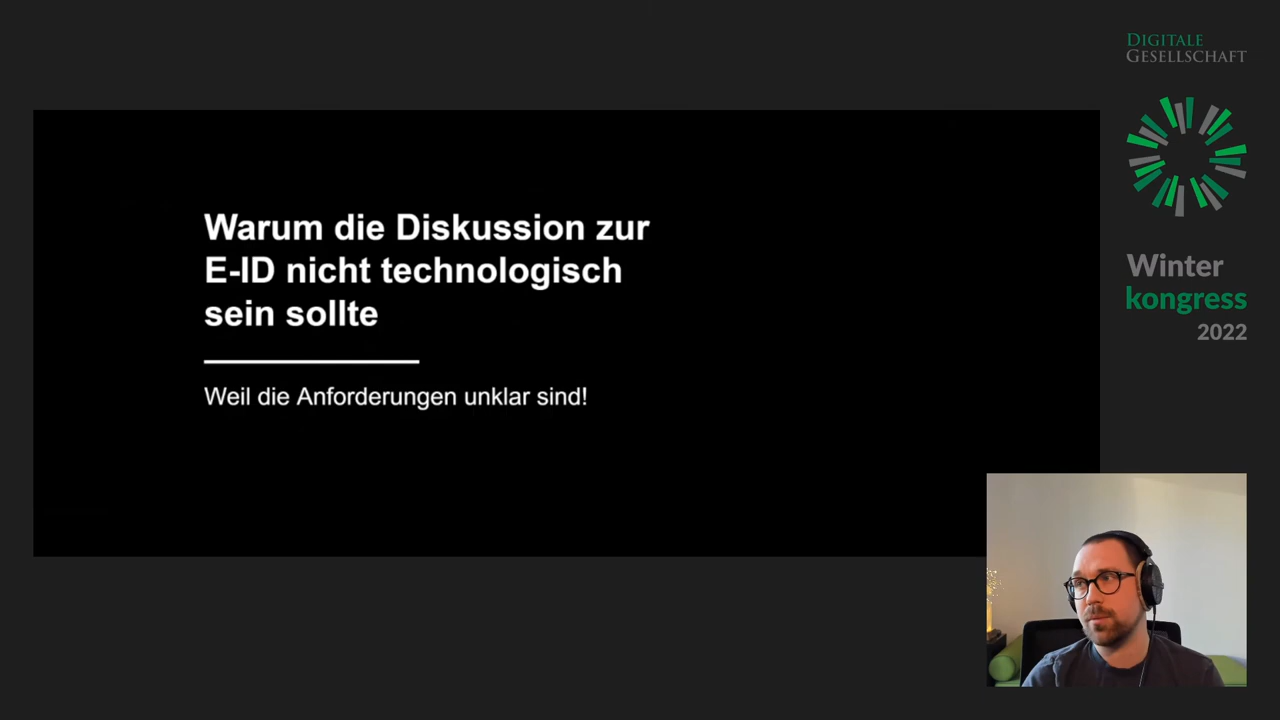 DIGITALE
GESELLSCHAFT
Warum die Diskussion zur
E-ID nicht technologisch
sein sollte
Weil die Anforderungen unklar sind!
Winter
kongress
2022